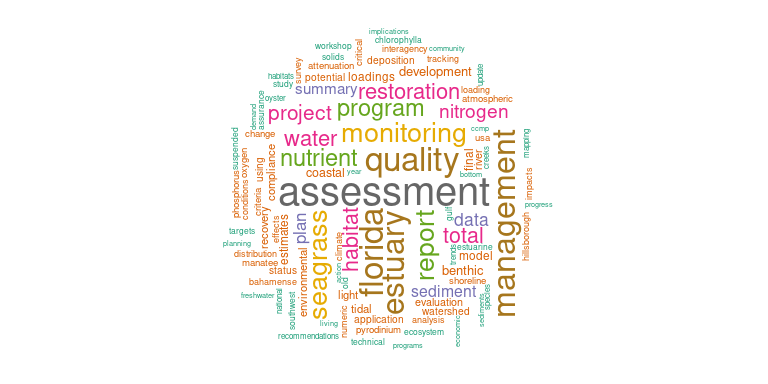 implications
chlorophylla
workshop
interagency
community
critical
solids
deposition
tracking
attenuation
survey
habitats
potential
loadings
development
update
study
summary
restoration
loading
oyster
atmospheric
assurance
demand
project
program
nitrogen
change
water
monitoring
ccmp
usa
mapping
suspended
oxygen
using
compliance
nutrient
quality
final
river
creeks
coastal
year
bottom
phosphorus
conditions
criteria
assessment
management
impacts
progress
recovery
effects
estimates
plan
seagrass
habitat
florida
estuary
report
gulf
data
targets
total
trends
estuarine
hillsborough
planning
climate
distribution
model
manatee
status
environmental
action
old
benthic
bahamense
shoreline
freshwater
national
southwest
light
sediment
species
sediments
evaluation
tidal
watershed
living
numeric
application
analysis
economic
pyrodinium
ecosystem
recommendations
technical
programs